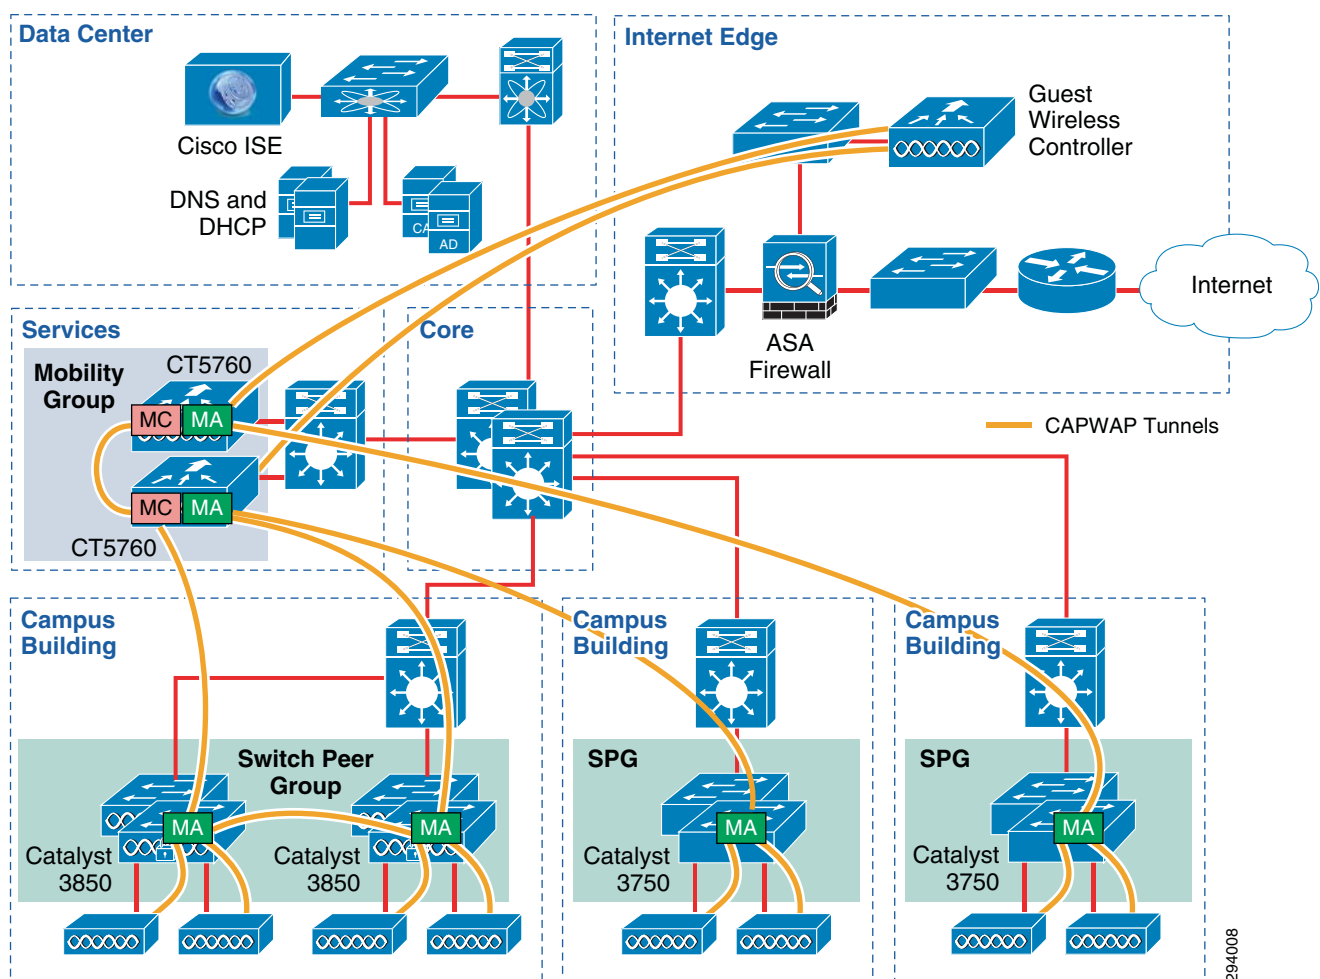 Data Center
Cisco ISE
DNS and
DHCP
CA
AD
Internet Edge
Guest
Wireless
Controller
ASA
Firewall
Internet
Services
Mobility
Group
CT5760
MC MA
MC MA
CT5760
Core
CAPWAP Tunnels
Campus
Building
Switch Peer
Group
MA
MA
Catalyst
3850
Catalyst
3850
Campus
Building
SPG
MA
Catalyst
3750
Campus
Building
SPG
MA
Catalyst
3750
294008